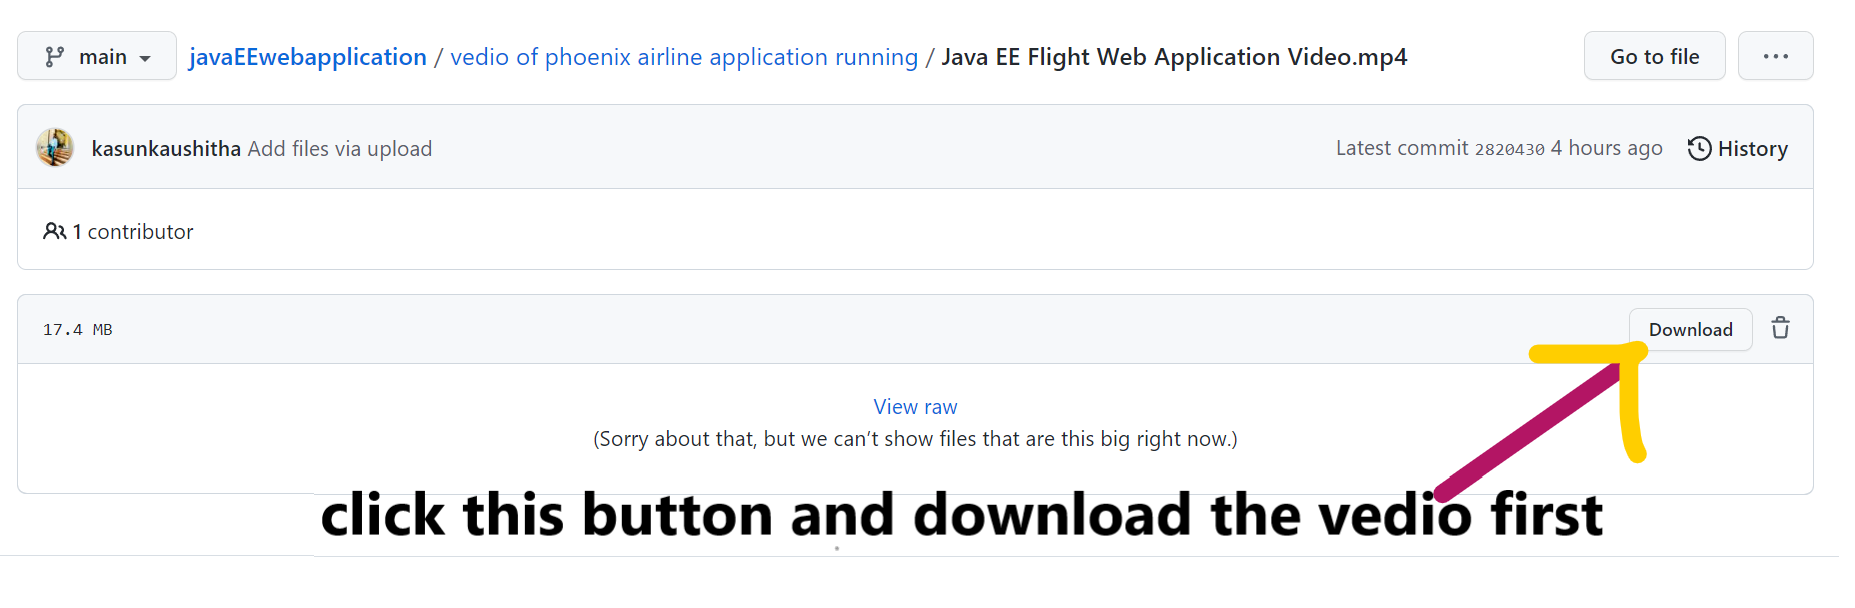 main javaEEwebapplication / vedio of phoenix airline application running / Java EE Flight Web Application Video.mp4 Go to file ...
kasunkaushitha Add files via upload Latest commit 2820430 4 hours ago History
1 contributor
17.4 MB Download
View raw
(Sorry about that, but we can’t show files that are this big right now.)
click this button and download the vedio first